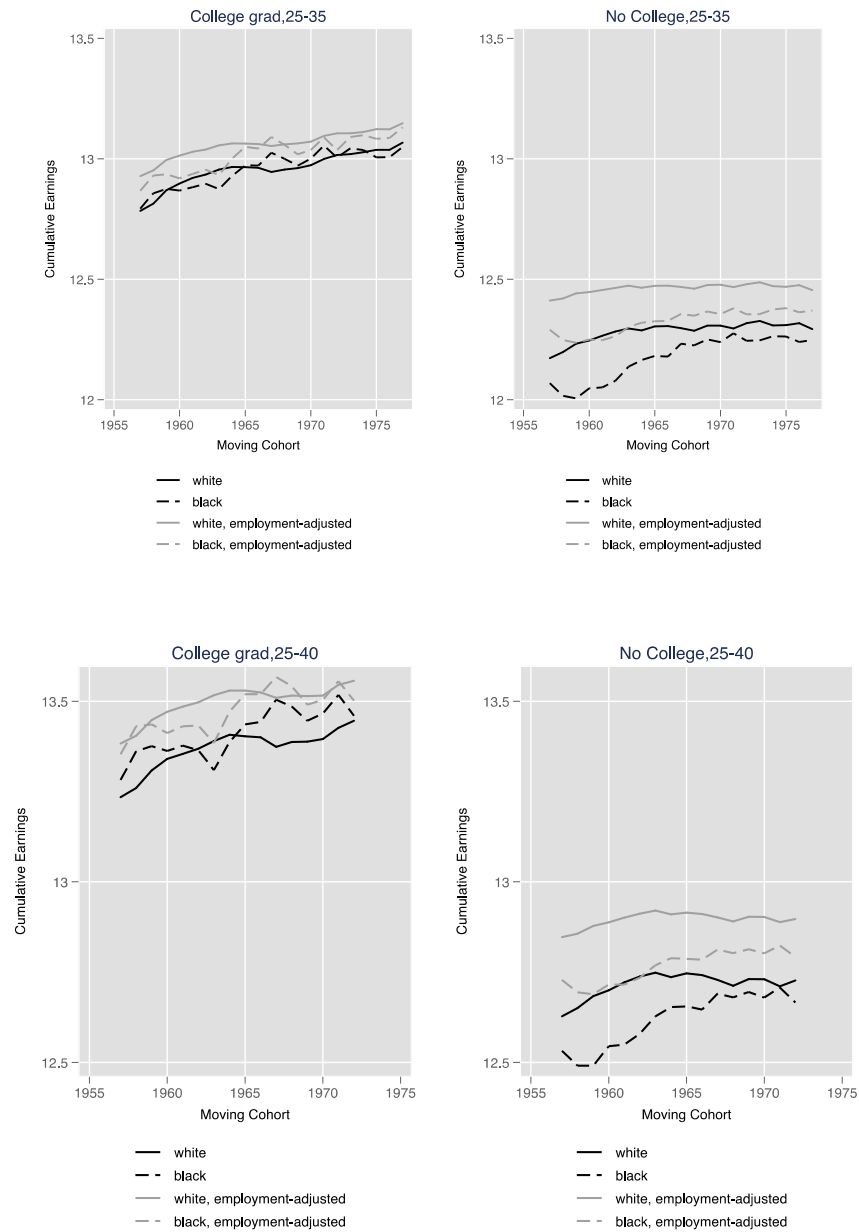 College grad,25-35
13.5
13
12.5
12
Cumulative Earnings
1955 1960 1965 1970 1975
Moving Cohort
white
black
white, employment-adjusted
black, employment-adjusted
No College,25-35
13.5
13
12.5
12
Cumulative Earnings
1955 1960 1965 1970 1975
Moving Cohort
white
black
white, employment-adjusted
black, employment-adjusted
College grad,25-40
13.5
13
12.5
Cumulative Earnings
1955 1960 1965 1970 1975
Moving Cohort
white
black
white, employment-adjusted
black, employment-adjusted
No College,25-40
13.5
13
12.5
Cumulative Earnings
1955 1960 1965 1970 1975
Moving Cohort
white
black
white, employment-adjusted
black, employment-adjusted